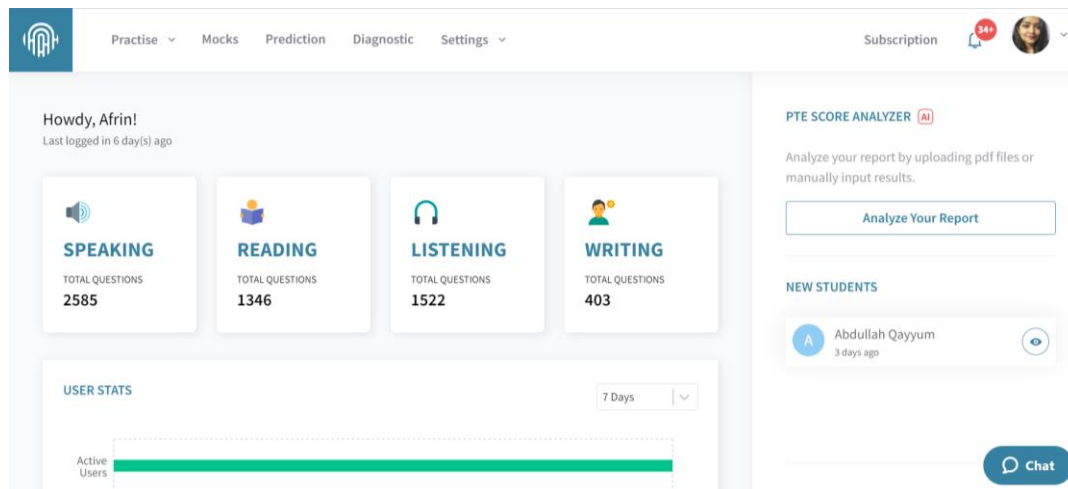 Practise Mocks Prediction Diagnostic Settings Subscription 34+
Howdy, Afrin!
Last logged in 6 day(s) ago
SPEAKING
TOTAL QUESTIONS
2585
READING
TOTAL QUESTIONS
1346
LISTENING
TOTAL QUESTIONS
1522
WRITING
TOTAL QUESTIONS
403
USER STATS
7 Days
Active
Users
PTE SCORE ANALYZER AI
Analyze your report by uploading pdf files or
manually input results.
Analyze Your Report
NEW STUDENTS
A
Abdullah Qayyum
3 days ago
Chat